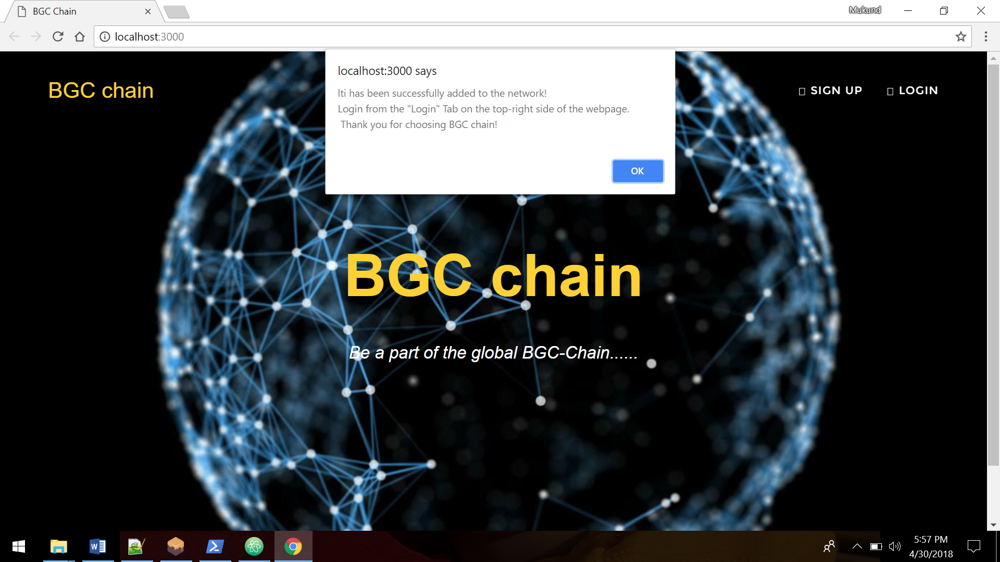 BGC Chain
Mukund
localhost:3000
localhost:3000 says
lti has been successfully added to the network!
Login from the "Login" Tab on the top-right side of the webpage.
Thank you for choosing BGC chain!
OK
BGC chain
SIGN UP
LOGIN
BGC chain
Be a part of the global BGC-Chain......
5:57 PM
4/30/2018